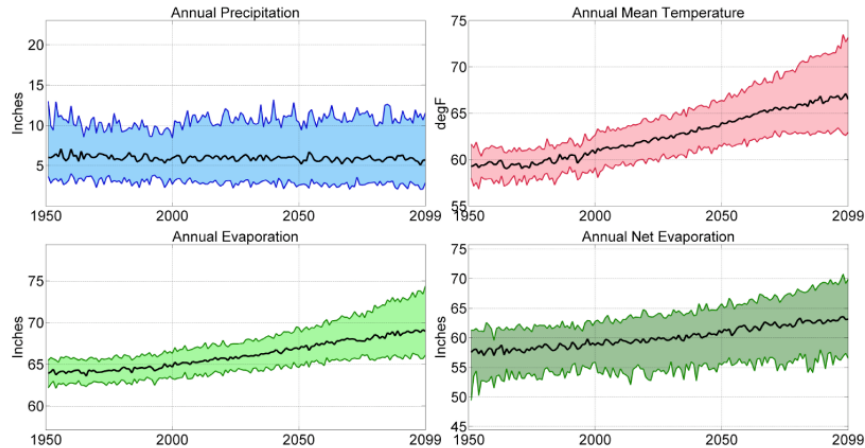 Annual Precipitation
Inches
20
15
10
5
1950 2000 2050 2099
Annual Mean Temperature
degF
75
70
65
60
55
1950 2000 2050 2099
Annual Evaporation
Inches
75
70
65
60
1950 2000 2050 2099
Annual Net Evaporation
Inches
75
70
65
60
55
50
45
1950 2000 2050 2099